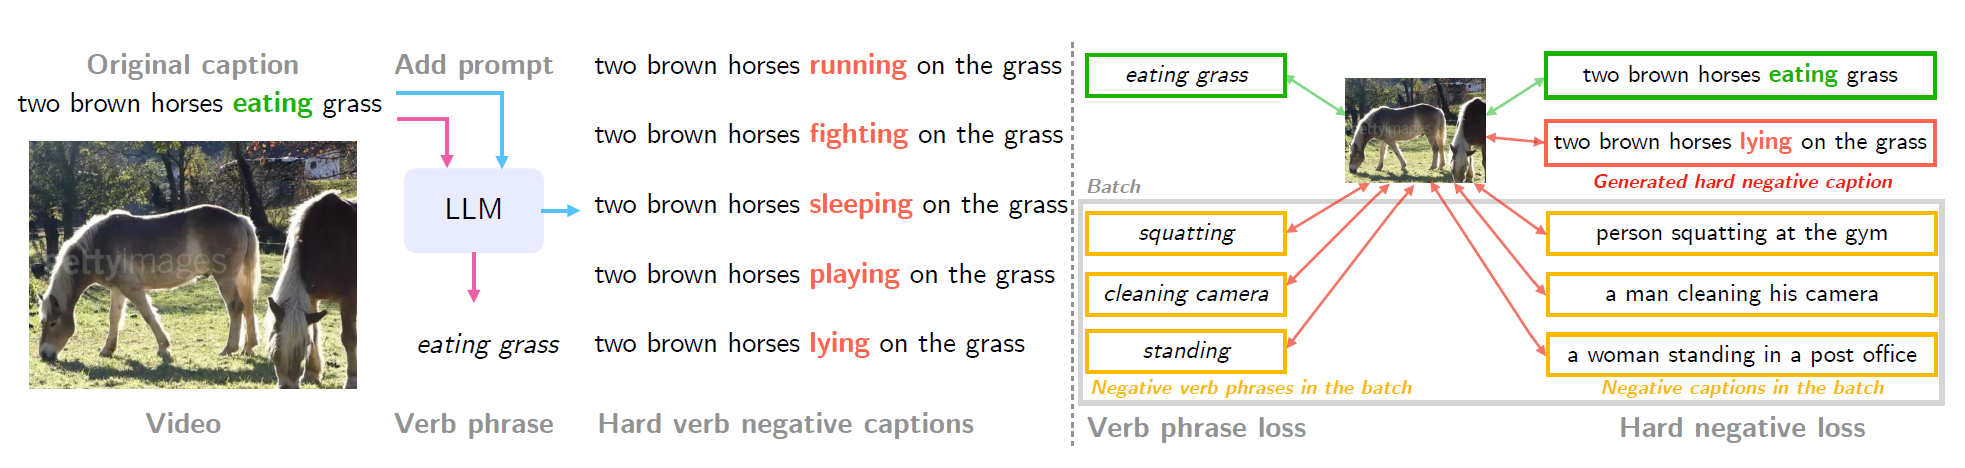 Original caption
two brown horses eating grass
Add prompt
LLM
eating grass
two brown horses running on the grass
two brown horses fighting on the grass
two brown horses sleeping on the grass
two brown horses playing on the grass
two brown horses lying on the grass
gettyimages
Video
Verb phrase
Hard verb negative captions
eating grass
gettyimages
two brown horses eating grass
two brown horses lying on the grass
Generated hard negative caption
Batch
squatting
cleaning camera
standing
Negative verb phrases in the batch
person squatting at the gym
a man cleaning his camera
a woman standing in a post office
Negative captions in the batch
Verb phrase loss
Hard negative loss